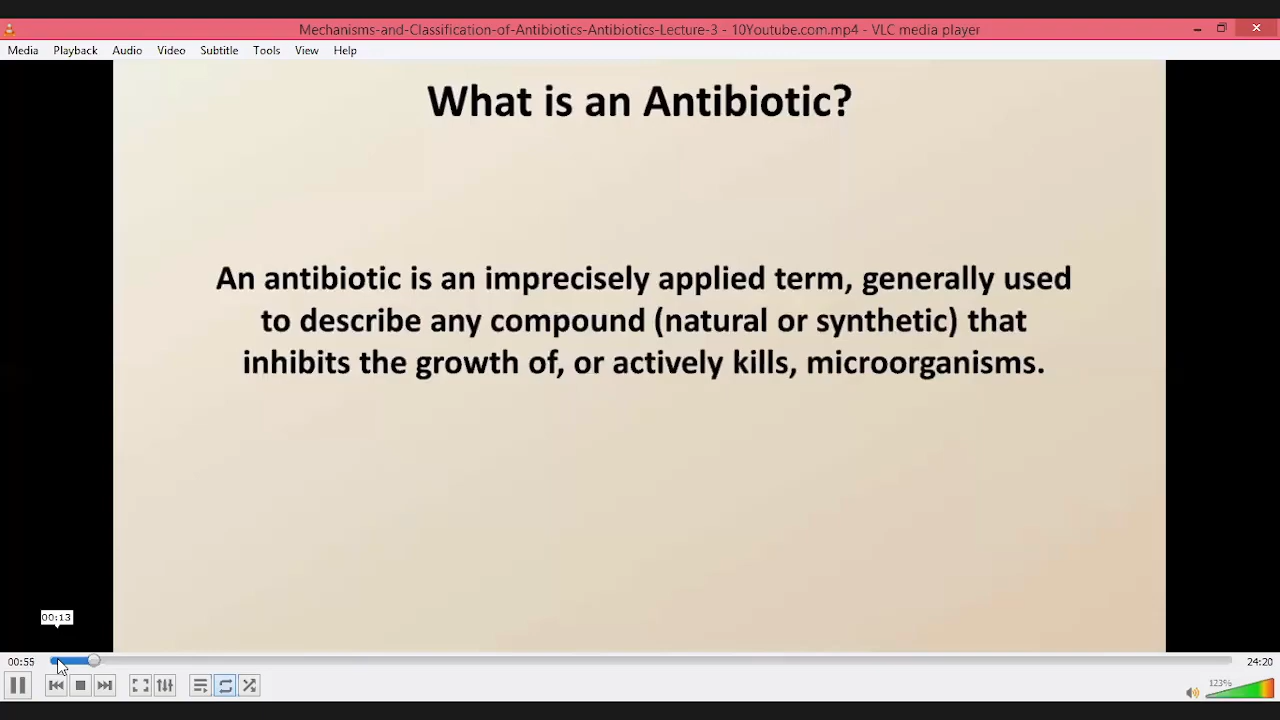 Mechanisms-and-Classification-of-Antibiotics-Antibiotics-Lecture-3 - 10Youtube.com.mp4 - VLC media player
Media Playback Audio Video Subtitle Tools View Help
What is an Antibiotic?
An antibiotic is an imprecisely applied term, generally used
to describe any compound (natural or synthetic) that
inhibits the growth of, or actively kills, microorganisms.
00:13
00:55 24:20
123%